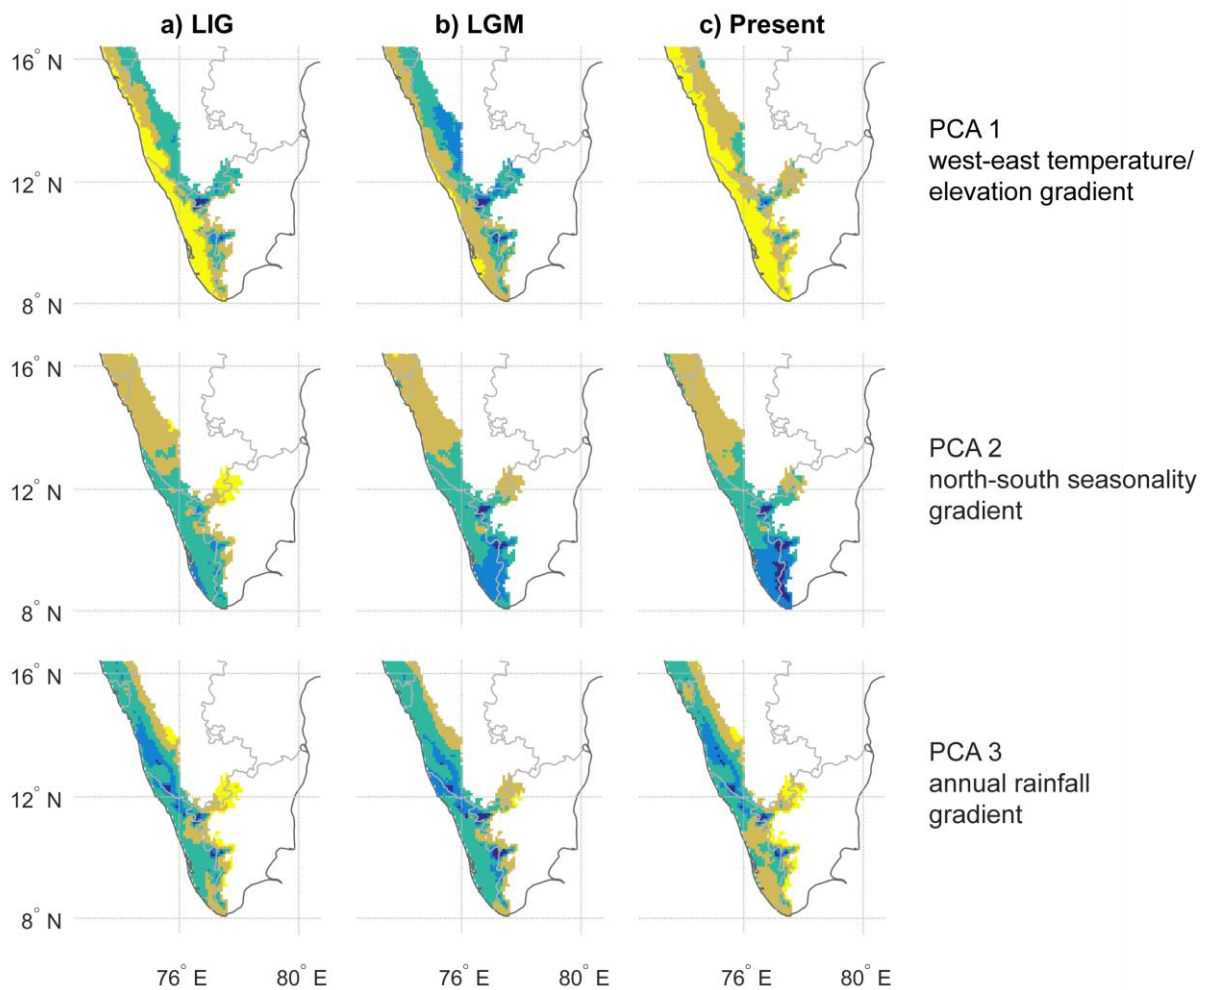 a) LIG
b) LGM
c) Present
16° N
12° N
8° N
PCA 1
west-east temperature/
elevation gradient
16° N
12° N
8° N
PCA 2
north-south seasonality
gradient
16° N
12° N
8° N
PCA 3
annual rainfall
gradient
76° E
80° E
76° E
80° E
76° E
80° E